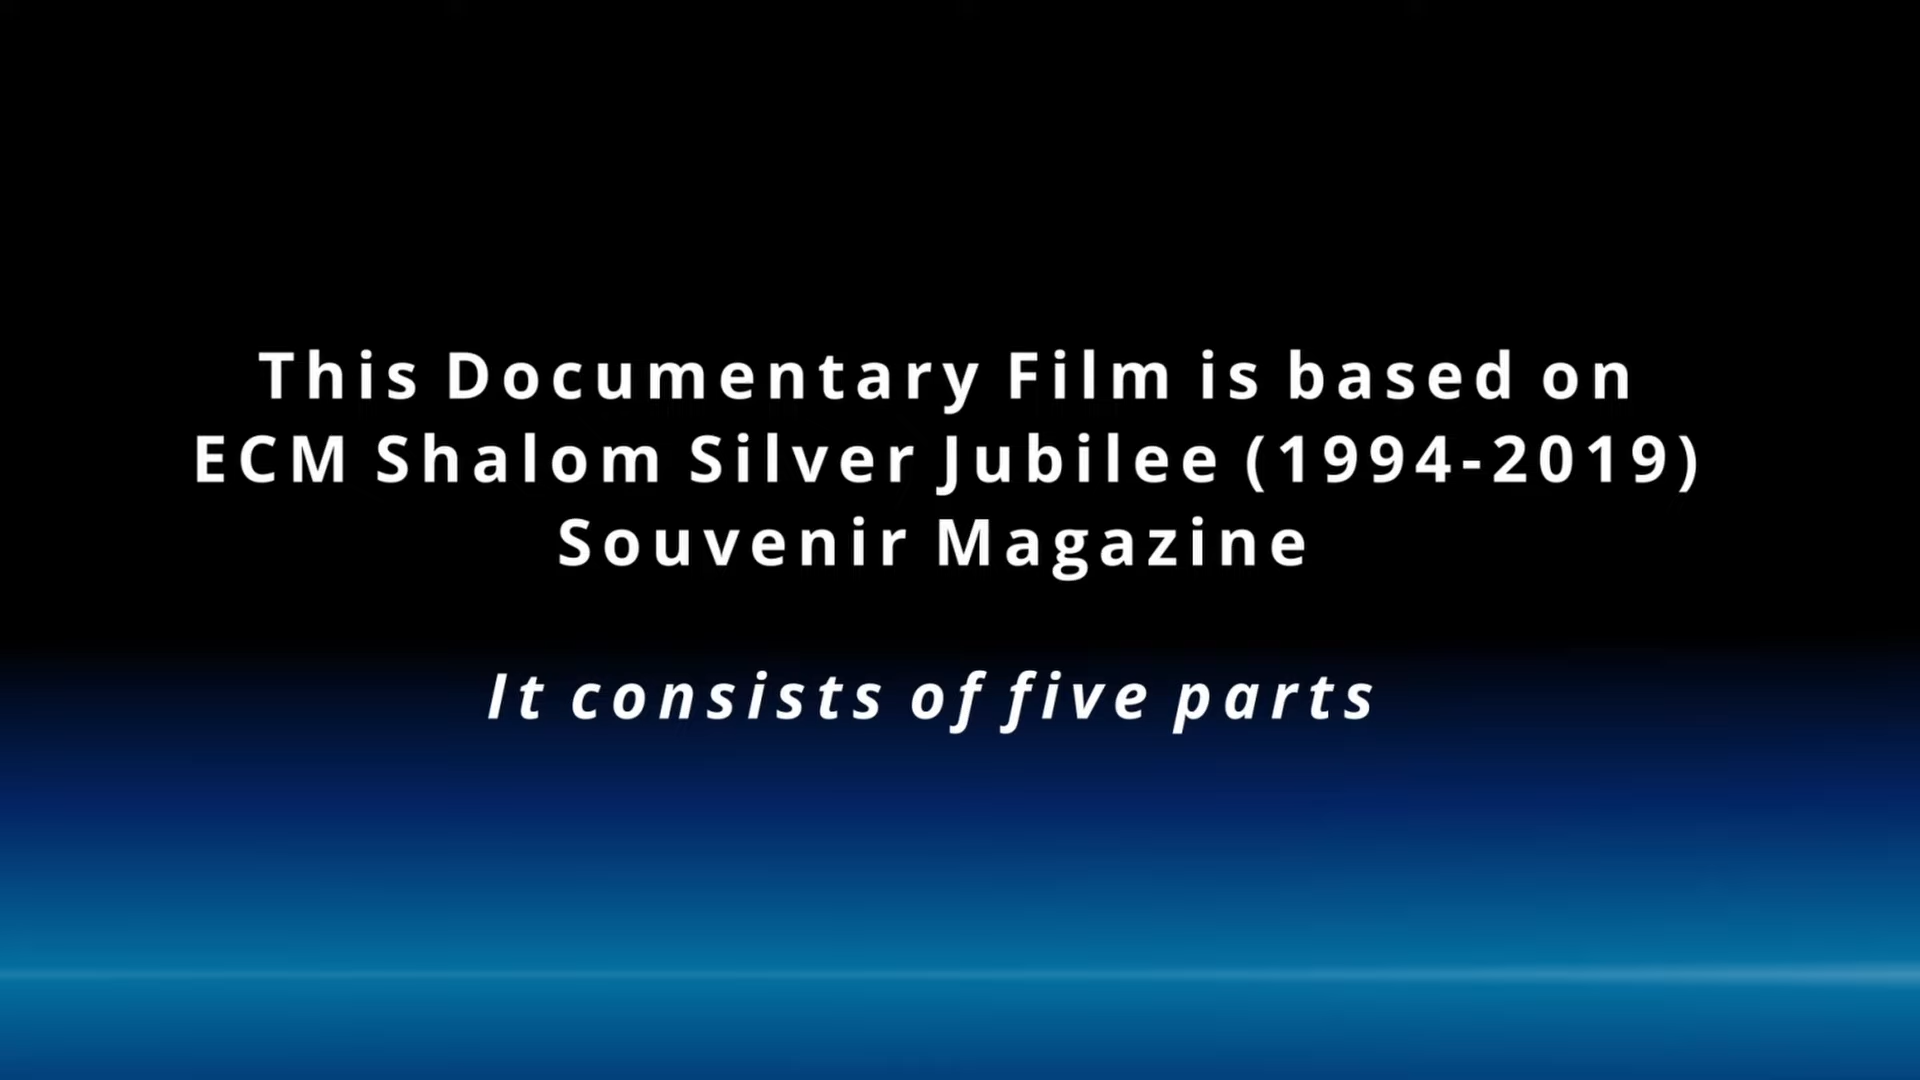 This Documentary Film is based on
ECM Shalom Silver Jubilee (1994-2019)
Souvenir Magazine
It consists of five parts